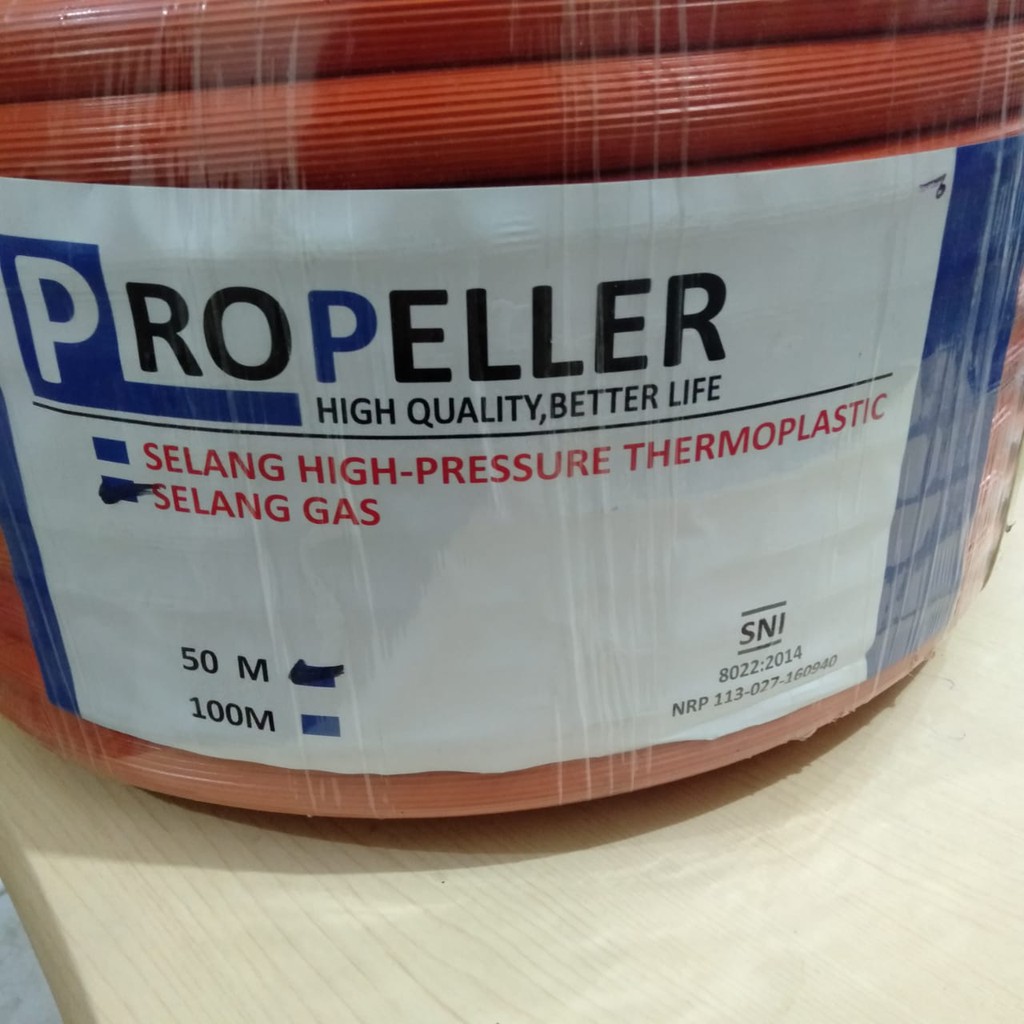 PROPELLER
HIGH QUALITY,BETTER LIFE
SELANG HIGH-PRESSURE THERMOPLASTIC
SELANG GAS
50 M
100M
SNI
8022:2014
NRP 113-027-160940